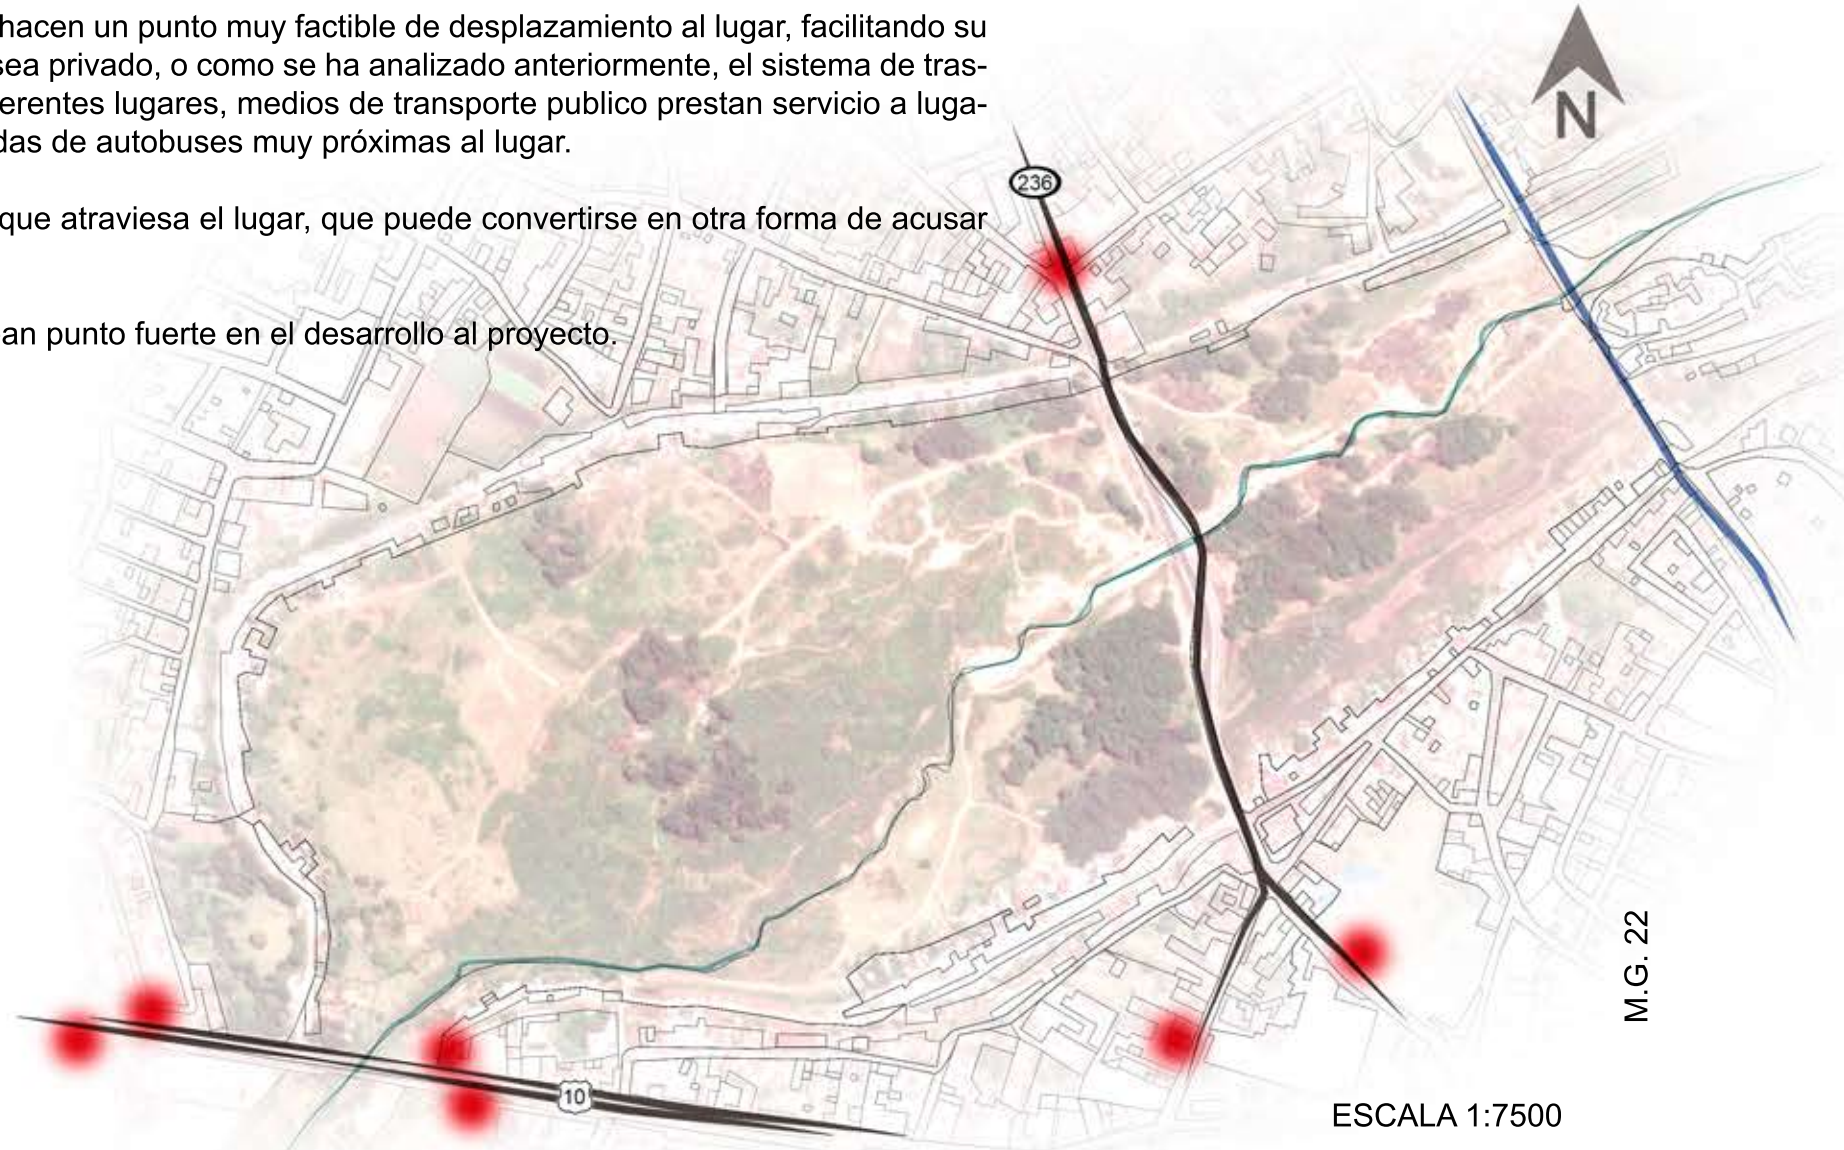 hacen un punto muy factible de desplazamiento al lugar, facilitando su
sea privado, o como se ha analizado anteriormente, el sistema de tras-
erentes lugares, medios de transporte publico prestan servicio a luga-
das de autobuses muy próximas al lugar.
que atraviesa el lugar, que puede convertirse en otra forma de acusar
an punto fuerte en el desarrollo al proyecto.
N
236
10
M.G. 22
ESCALA 1:7500